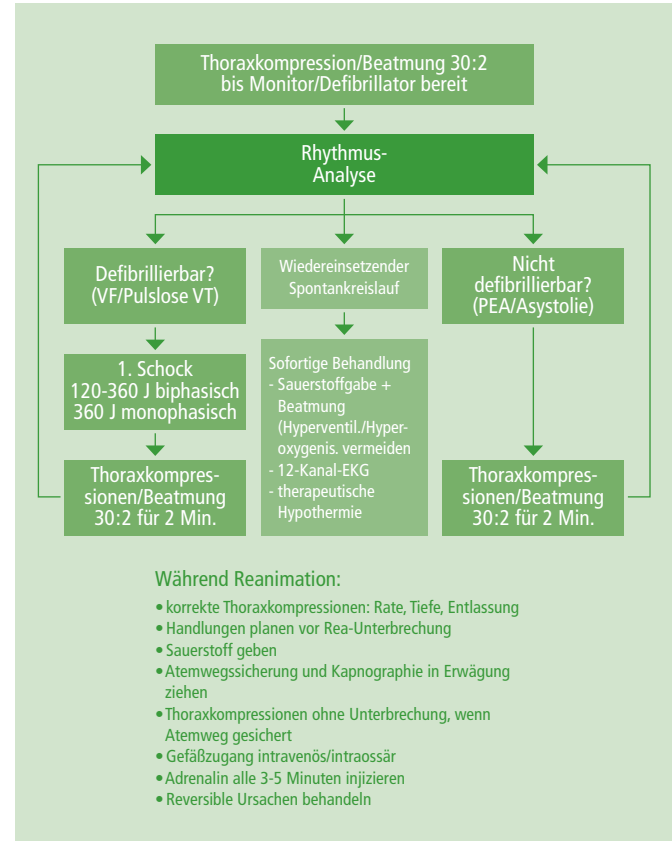 Thoraxkompression/Beatmung 30:2
bis Monitor/Defibrillator bereit
Rhythmus-
Analyse
Defibrillierbar?
(VF/Pulslose VT)
Wiedereinsetzender
Spontankreislauf
Nicht
defibrillierbar?
(PEA/Asystolie)
1. Schock
120-360 J biphasisch
360 J monophasisch
Sofortige Behandlung
- Sauerstoffgabe +
Beatmung
(Hyperventil./Hyper-
oxygenis. vermeiden
- 12-Kanal-EKG
- therapeutische
Hypothermie
Thoraxkompres-
sionen/Beatmung
30:2 für 2 Min.
Thoraxkompres-
sionen/Beatmung
30:2 für 2 Min.
Während Reanimation:
• korrekte Thoraxkompressionen: Rate, Tiefe, Entlassung
• Handlungen planen vor Rea-Unterbrechung
• Sauerstoff geben
• Atemwegssicherung und Kapnographie in Erwägung
ziehen
• Thoraxkompressionen ohne Unterbrechung, wenn
Atemweg gesichert
• Gefäßzugang intravenös/intraossär
• Adrenalin alle 3-5 Minuten injizieren
• Reversible Ursachen behandeln